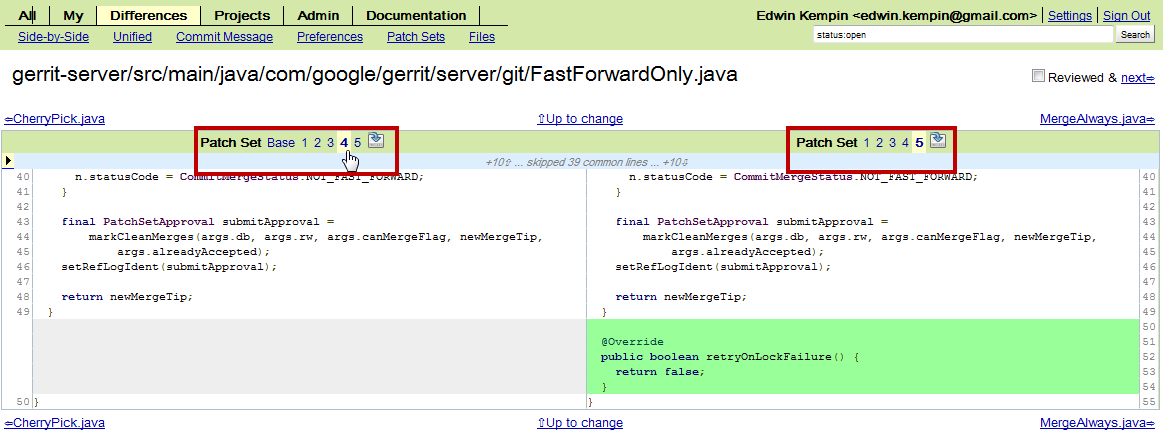 All My Differences Projects Admin Documentation Edwin Kempin <edwin.kempin@gmail.com> Settings Sign Out
Side-by-Side Unified Commit Message Preferences Patch Sets Files status:open Search
gerrit-server/src/main/java/com/google/gerrit/server/git/FastForwardOnly.java Reviewed & next⇨
⇦CherryPick.java ⇧Up to change MergeAlways.java⇨
Patch Set Base 1 2 3 4 5 Patch Set 1 2 3 4 5
+10⇧ ... skipped 39 common lines ... +10⇩
40 n.statusCode = CommitMergeStatus.NOT_FAST_FORWARD; n.statusCode = CommitMergeStatus.NOT_FAST_FORWARD; 40
41 } } 41
42 42
43 final PatchSetApproval submitApproval = final PatchSetApproval submitApproval = 43
44 markCleanMerges(args.db, args.rw, args.canMergeFlag, newMergeTip, markCleanMerges(args.db, args.rw, args.canMergeFlag, newMergeTip, 44
45 args.alreadyAccepted); args.alreadyAccepted); 45
46 setRefLogIdent(submitApproval); setRefLogIdent(submitApproval); 46
47 47
48 return newMergeTip; return newMergeTip; 48
49 } } 49
50
@Override 51
public boolean retryOnLockFailure() { 52
return false; 53
} 54
50 } } 55
⇦CherryPick.java ⇧Up to change MergeAlways.java⇨